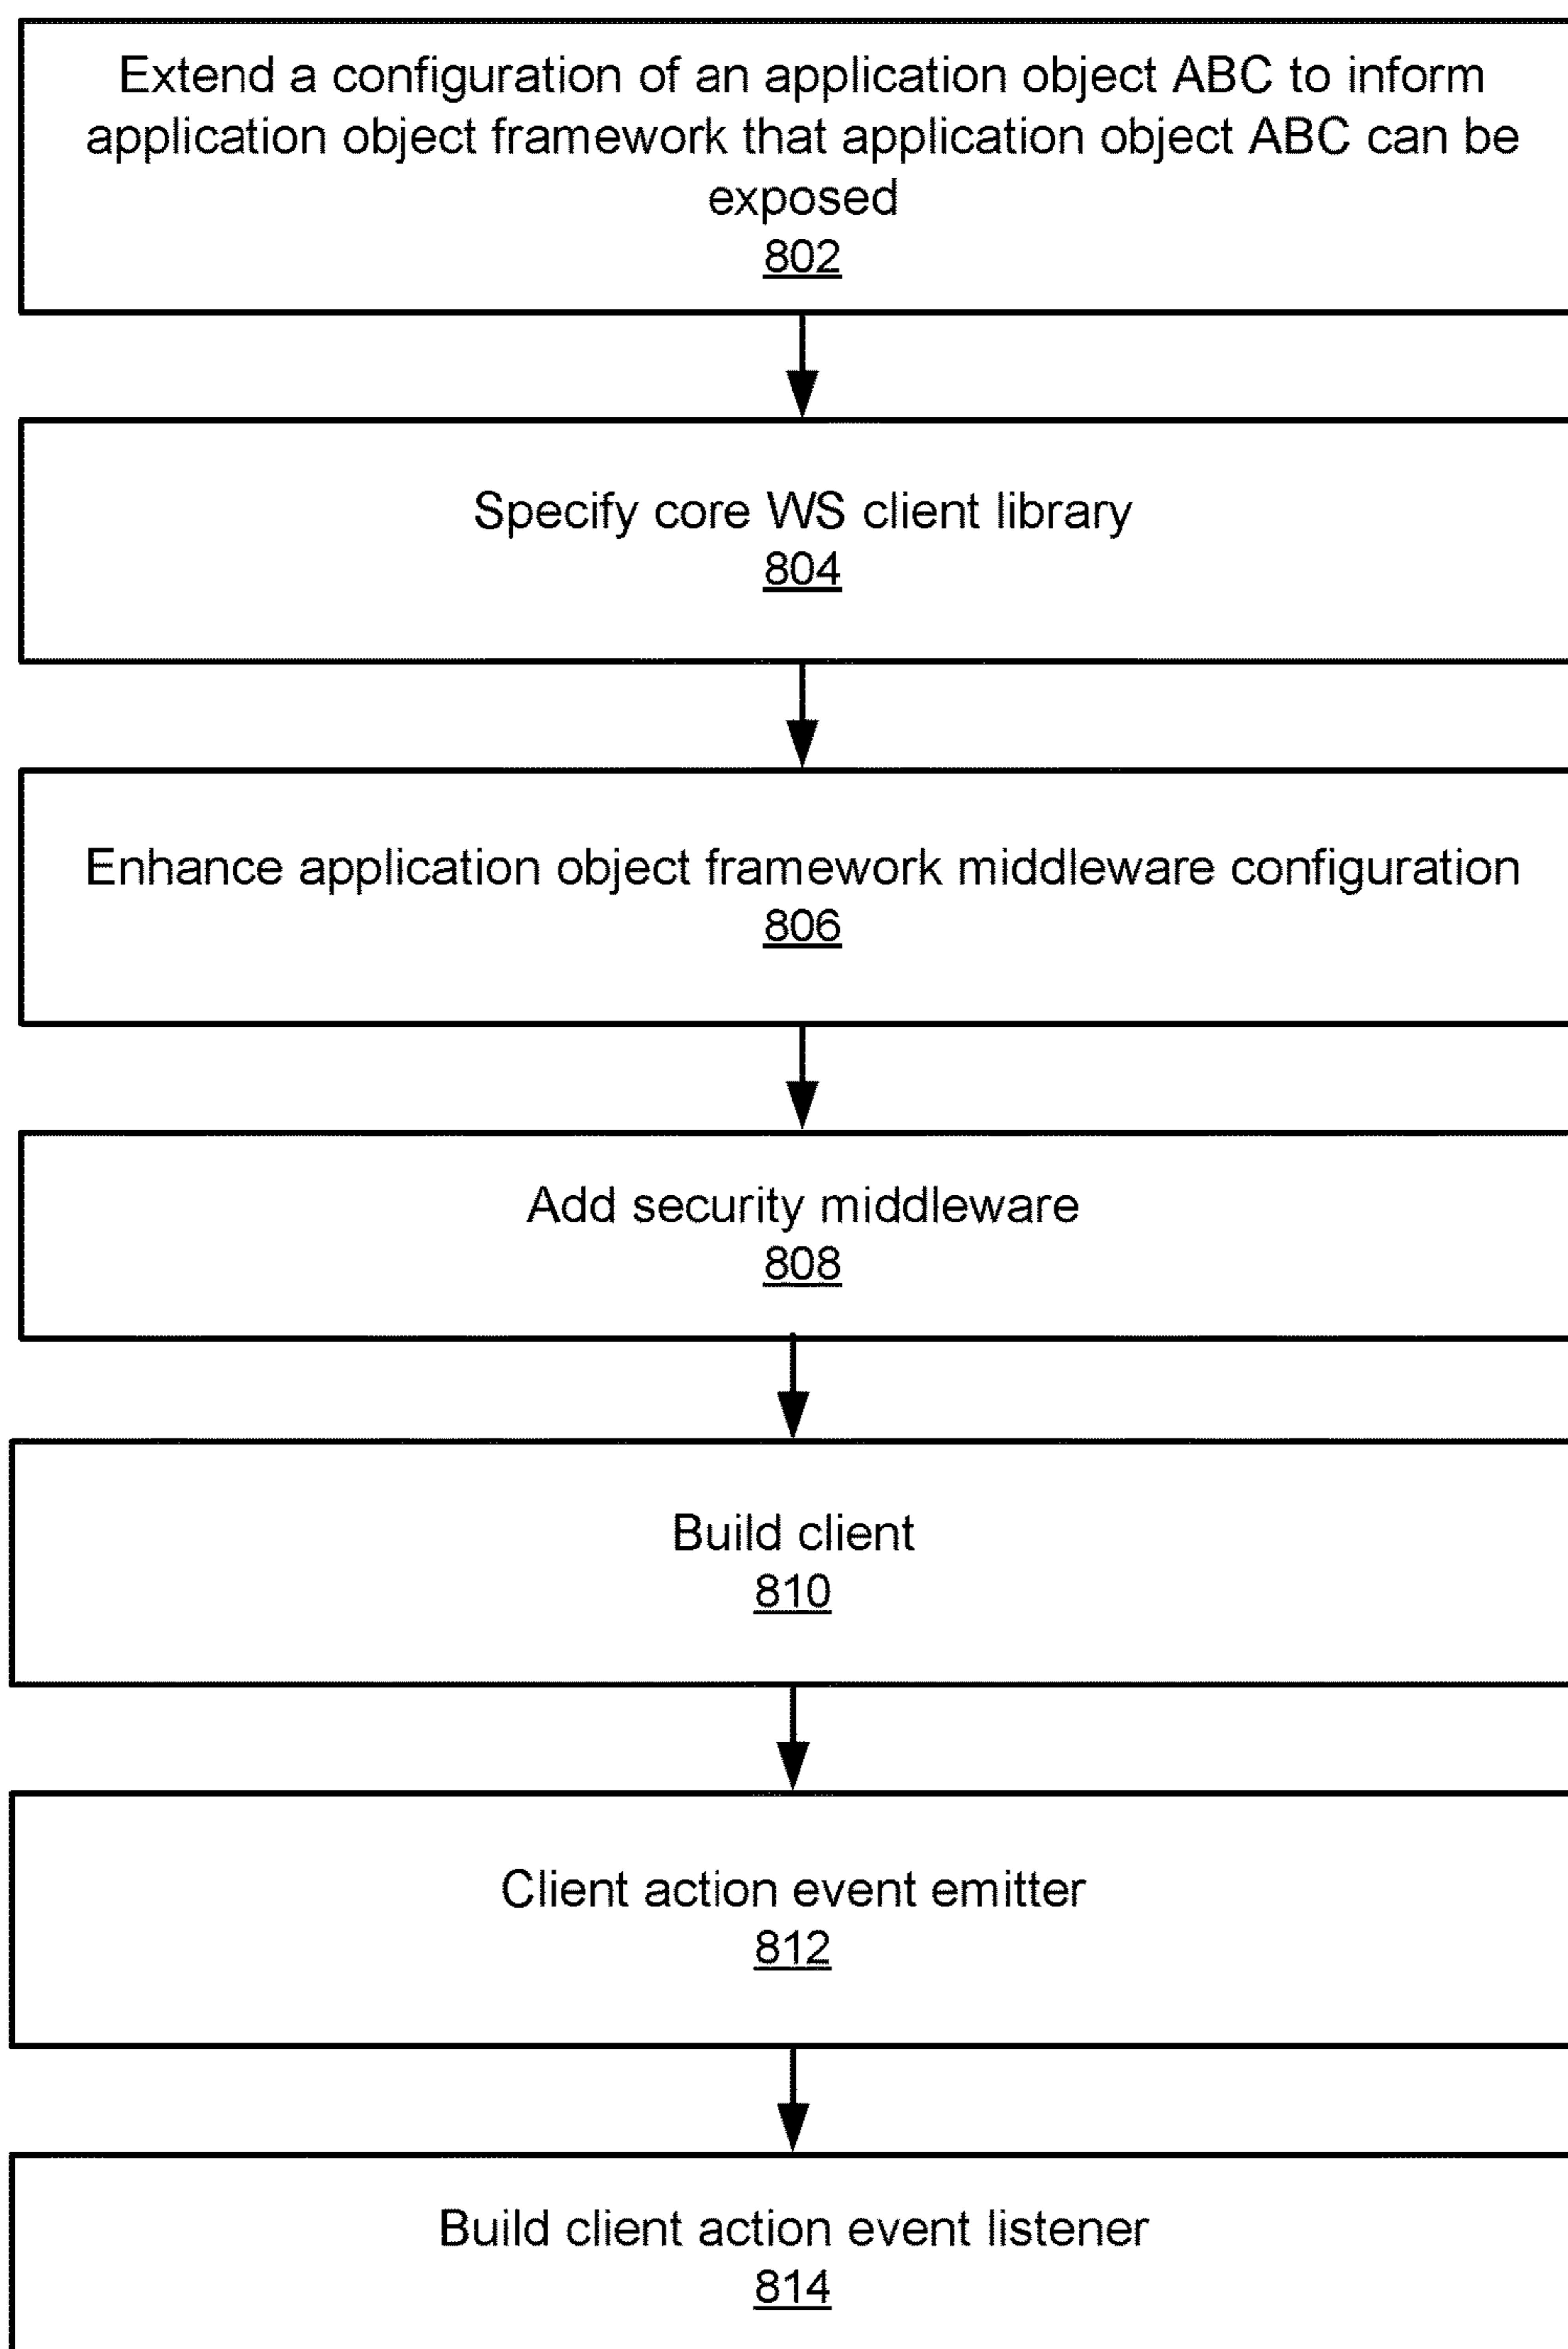 Extend a configuration of an application object ABC to inform
application object framework that application object ABC can be
exposed
802
Specify core WS client library
804
Enhance application object framework middleware configuration
806
Add security middleware
808
Build client
810
Client action event emitter
812
Build client action event listener
814